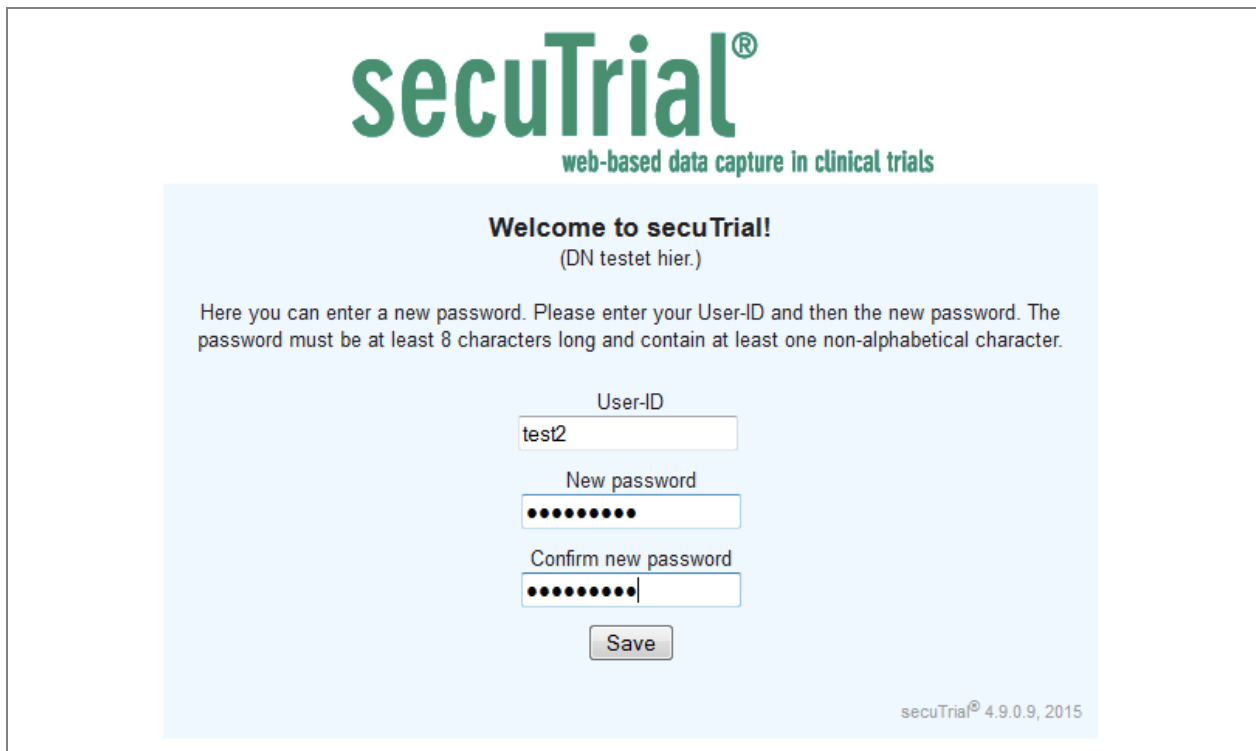 secuTrial®
web-based data capture in clinical trials
Welcome to secuTrial!
(DN testet hier.)
Here you can enter a new password. Please enter your User-ID and then the new password. The
password must be at least 8 characters long and contain at least one non-alphabetical character.
User-ID
test2
New password
●●●●●●●●●
Confirm new password
●●●●●●●●●
Save
secuTrial® 4.9.0.9, 2015